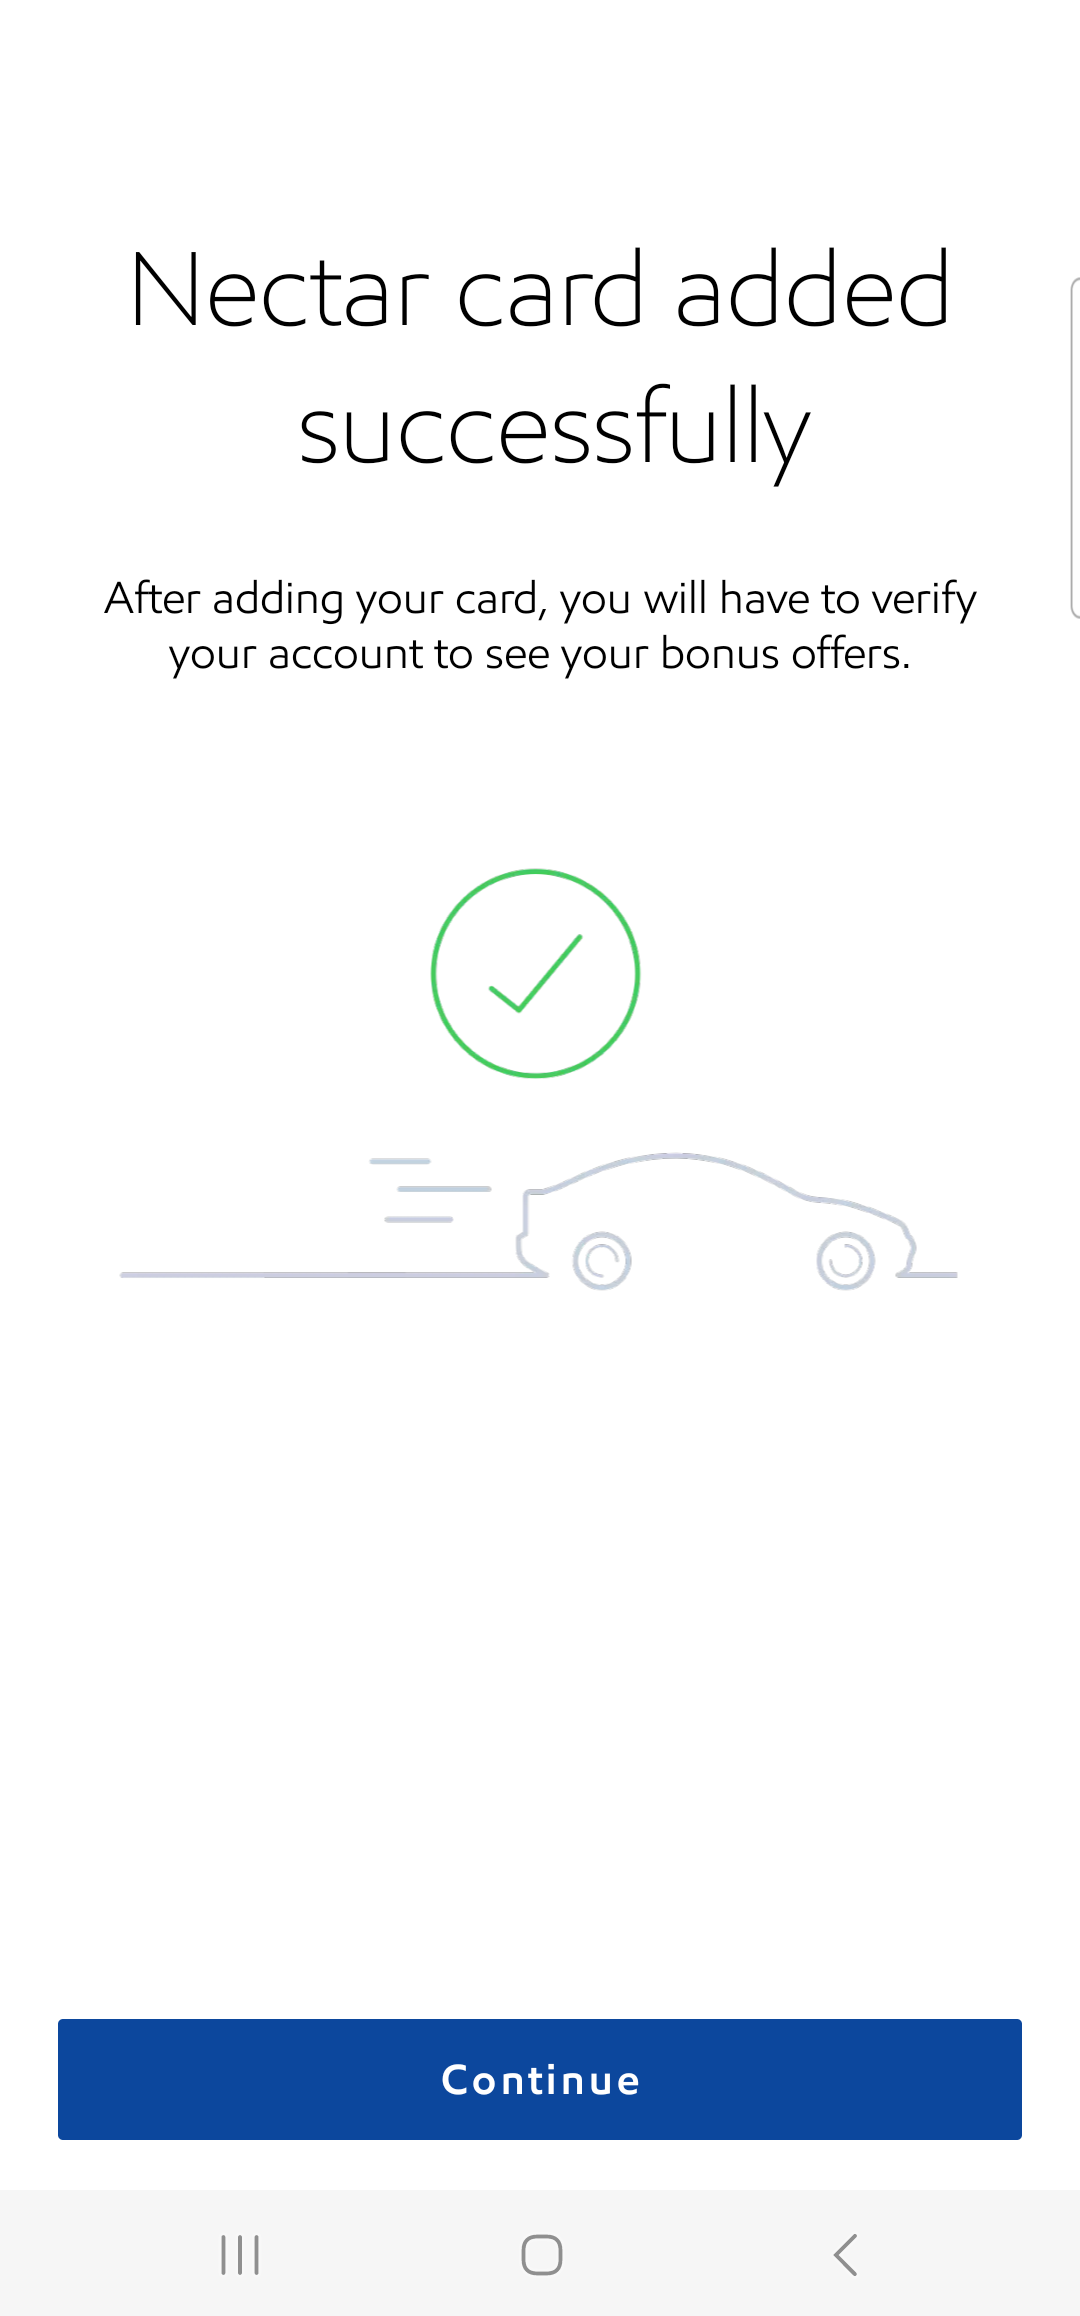 Nectar card added
successfully
After adding your card, you will have to verify
your account to see your bonus offers.
Continue